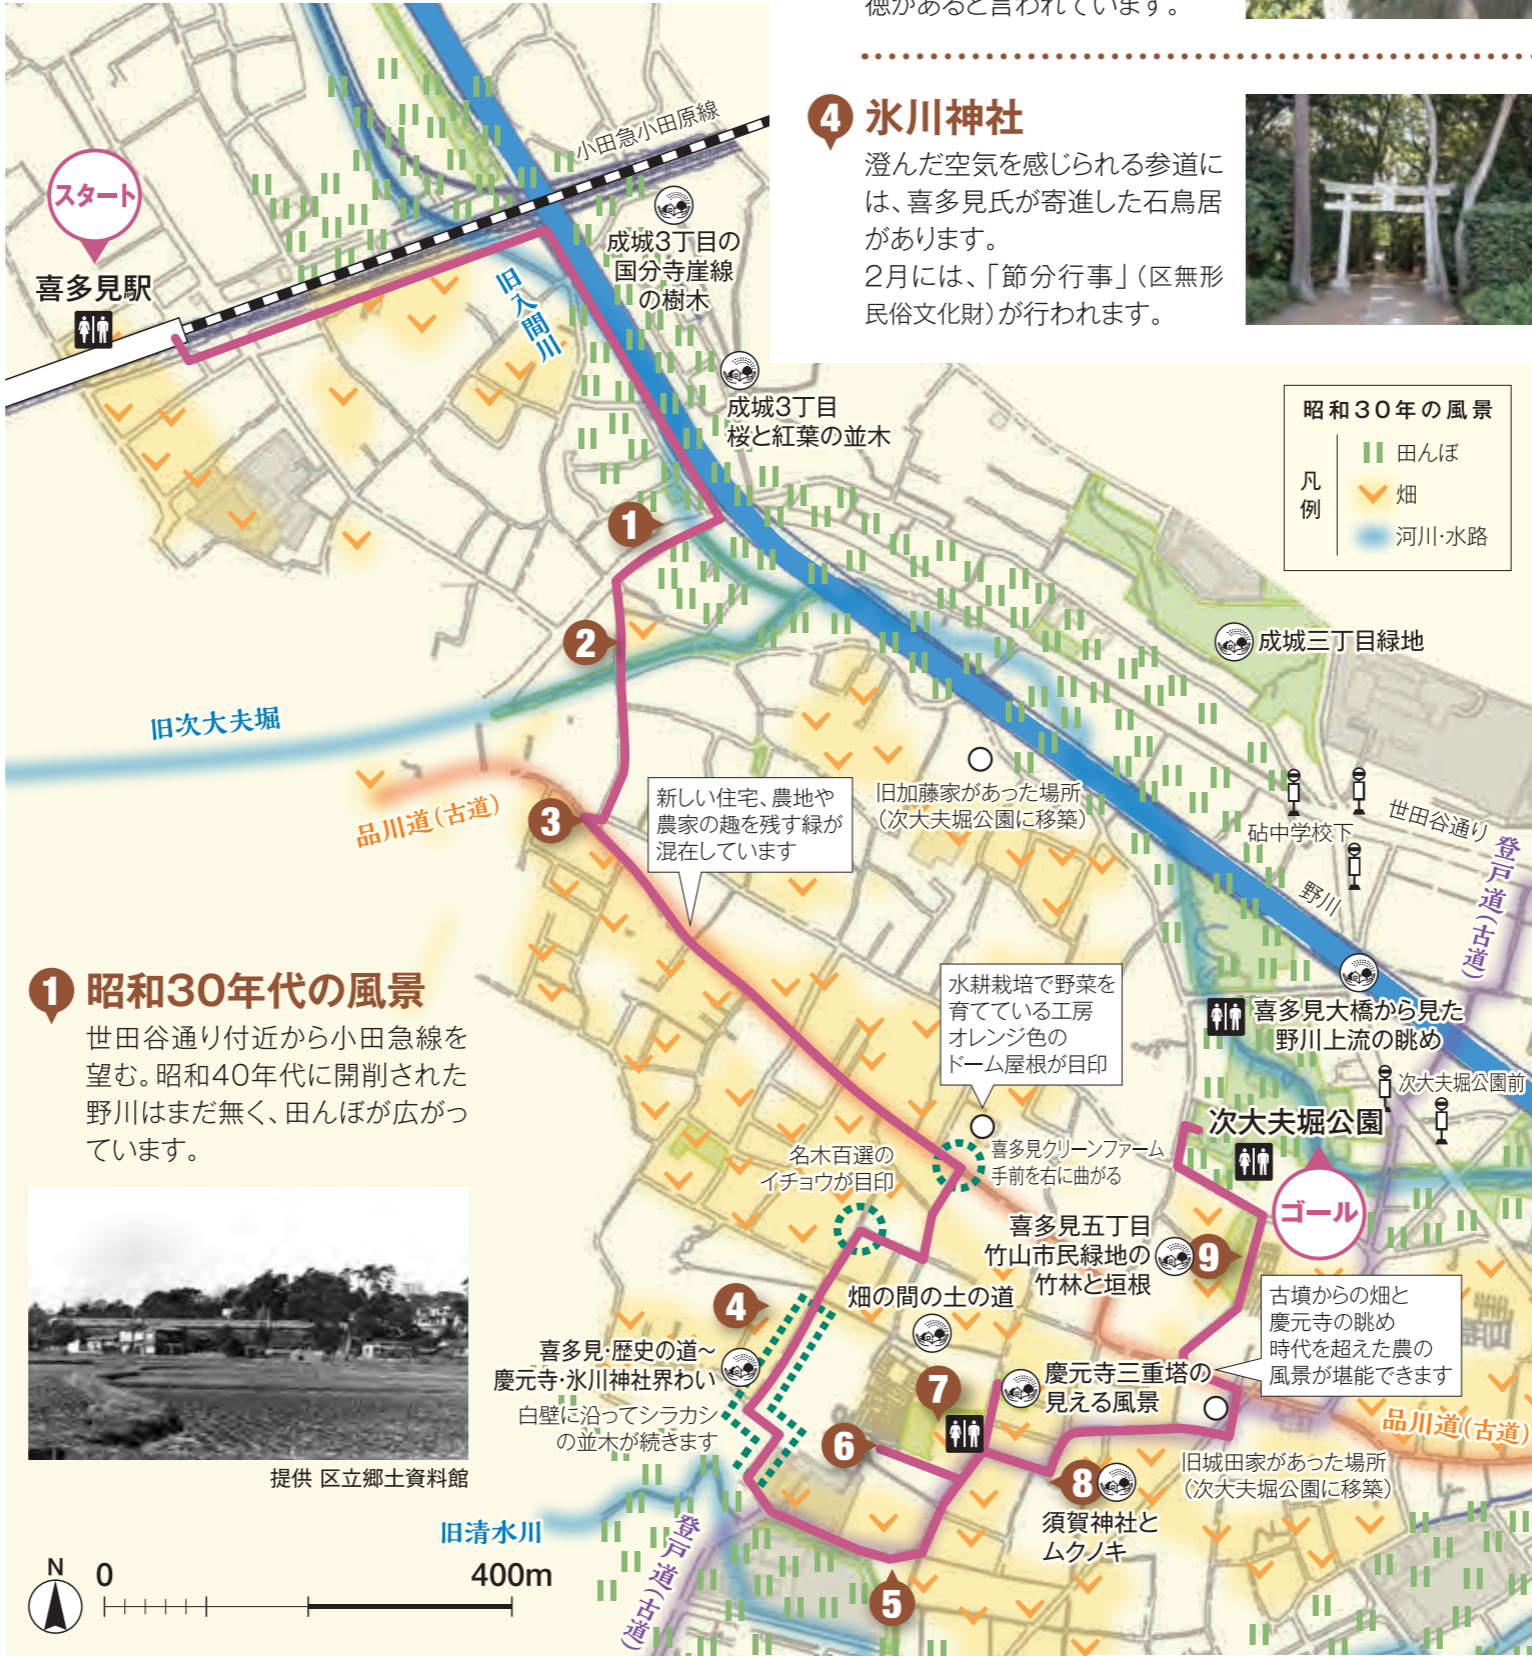 徳があると言われています。
4 氷川神社
澄んだ空気を感じられる参道に
は、喜多見氏が寄進した石鳥居
があります。
2月には、「節分行事」（区無形
民俗文化財）が行われます。
小田急小田原線
スタート
喜多見駅
成城3丁目の
国分寺崖線
の樹木
旧入間川
成城3丁目
桜と紅葉の並木
昭和30年の風景
凡例
田んぼ
畑
河川・水路
1
2
成城三丁目緑地
旧次大夫堀
品川道（古道）
3
新しい住宅、農地や
農家の趣を残す緑が
混在しています
旧加藤家があった場所
（次大夫堀公園に移築）
砧中学校下
世田谷通り
登戸道（古道）
野川
1 昭和30年代の風景
世田谷通り付近から小田急線を
望む。昭和40年代に開削された
野川はまだ無く、田んぼが広がっ
ています。
提供 区立郷土資料館
水耕栽培で野菜を
育てている工房
オレンジ色の
ドーム屋根が目印
喜多見大橋から見た
野川上流の眺め
次大夫堀公園前
次大夫堀公園
ゴール
名木百選の
イチョウが目印
喜多見クリーンファーム
手前を右に曲がる
喜多見五丁目
竹山市民緑地の
竹林と垣根
9
畑の間の土の道
4
喜多見・歴史の道～
慶元寺・氷川神社界わい
白壁に沿ってシラカシ
の並木が続きます
古墳からの畑と
慶元寺の眺め
時代を超えた農の
風景が堪能できます
慶元寺三重塔の
見える風景
7
6
品川道（古道）
旧城田家があった場所
（次大夫堀公園に移築）
8
須賀神社と
ムクノキ
旧清水川
登戸道（古道）
5
N 0 400m